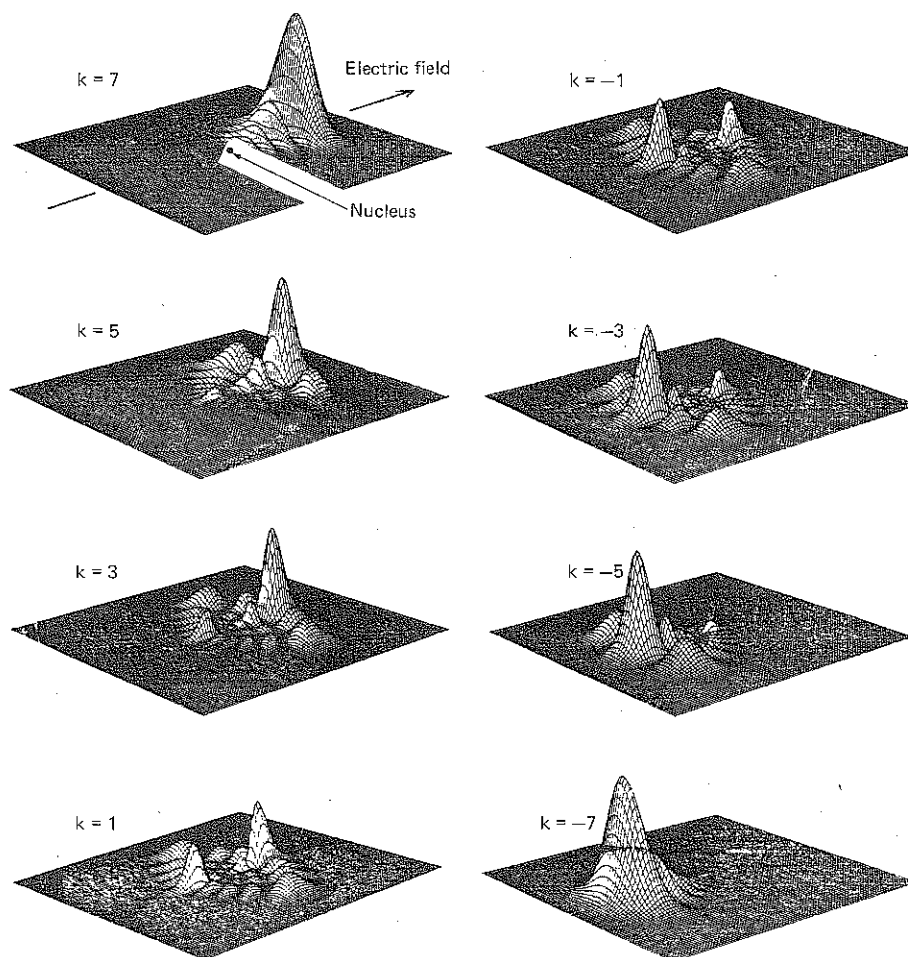 k = 7
Electric field
Nucleus
k = -1
k = 5
k = -3
k = 3
k = -5
k = 1
k = -7